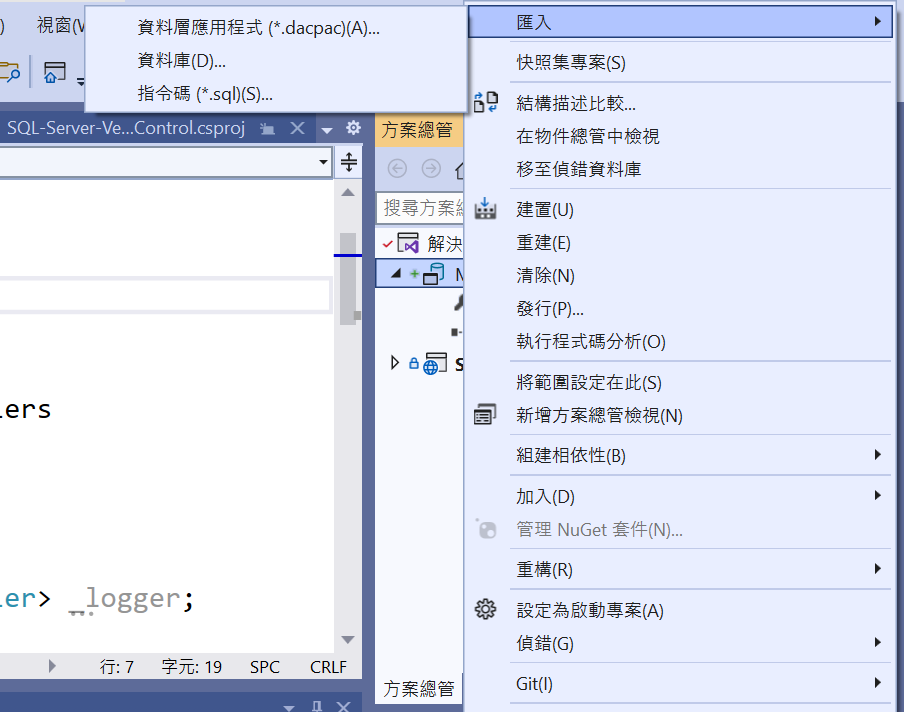 )
視窗(V
資料層應用程式 (*.dacpac)(A)...
資料庫(D)...
指令碼 (*.sql)(S)...
SQL-Server-Ve...Control.csproj
方案總管
搜尋方案總
解決
S
lers
ler> _logger;
行: 7 字元: 19 SPC CRLF
方案總管
匯入
快照集專案(S)
結構描述比較...
在物件總管中檢視
移至偵錯資料庫
建置(U)
重建(E)
清除(N)
發行(P)...
執行程式碼分析(O)
將範圍設定在此(S)
新增方案總管檢視(N)
組建相依性(B)
加入(D)
管理 NuGet 套件(N)...
重構(R)
設定為啟動專案(A)
偵錯(G)
Git(I)